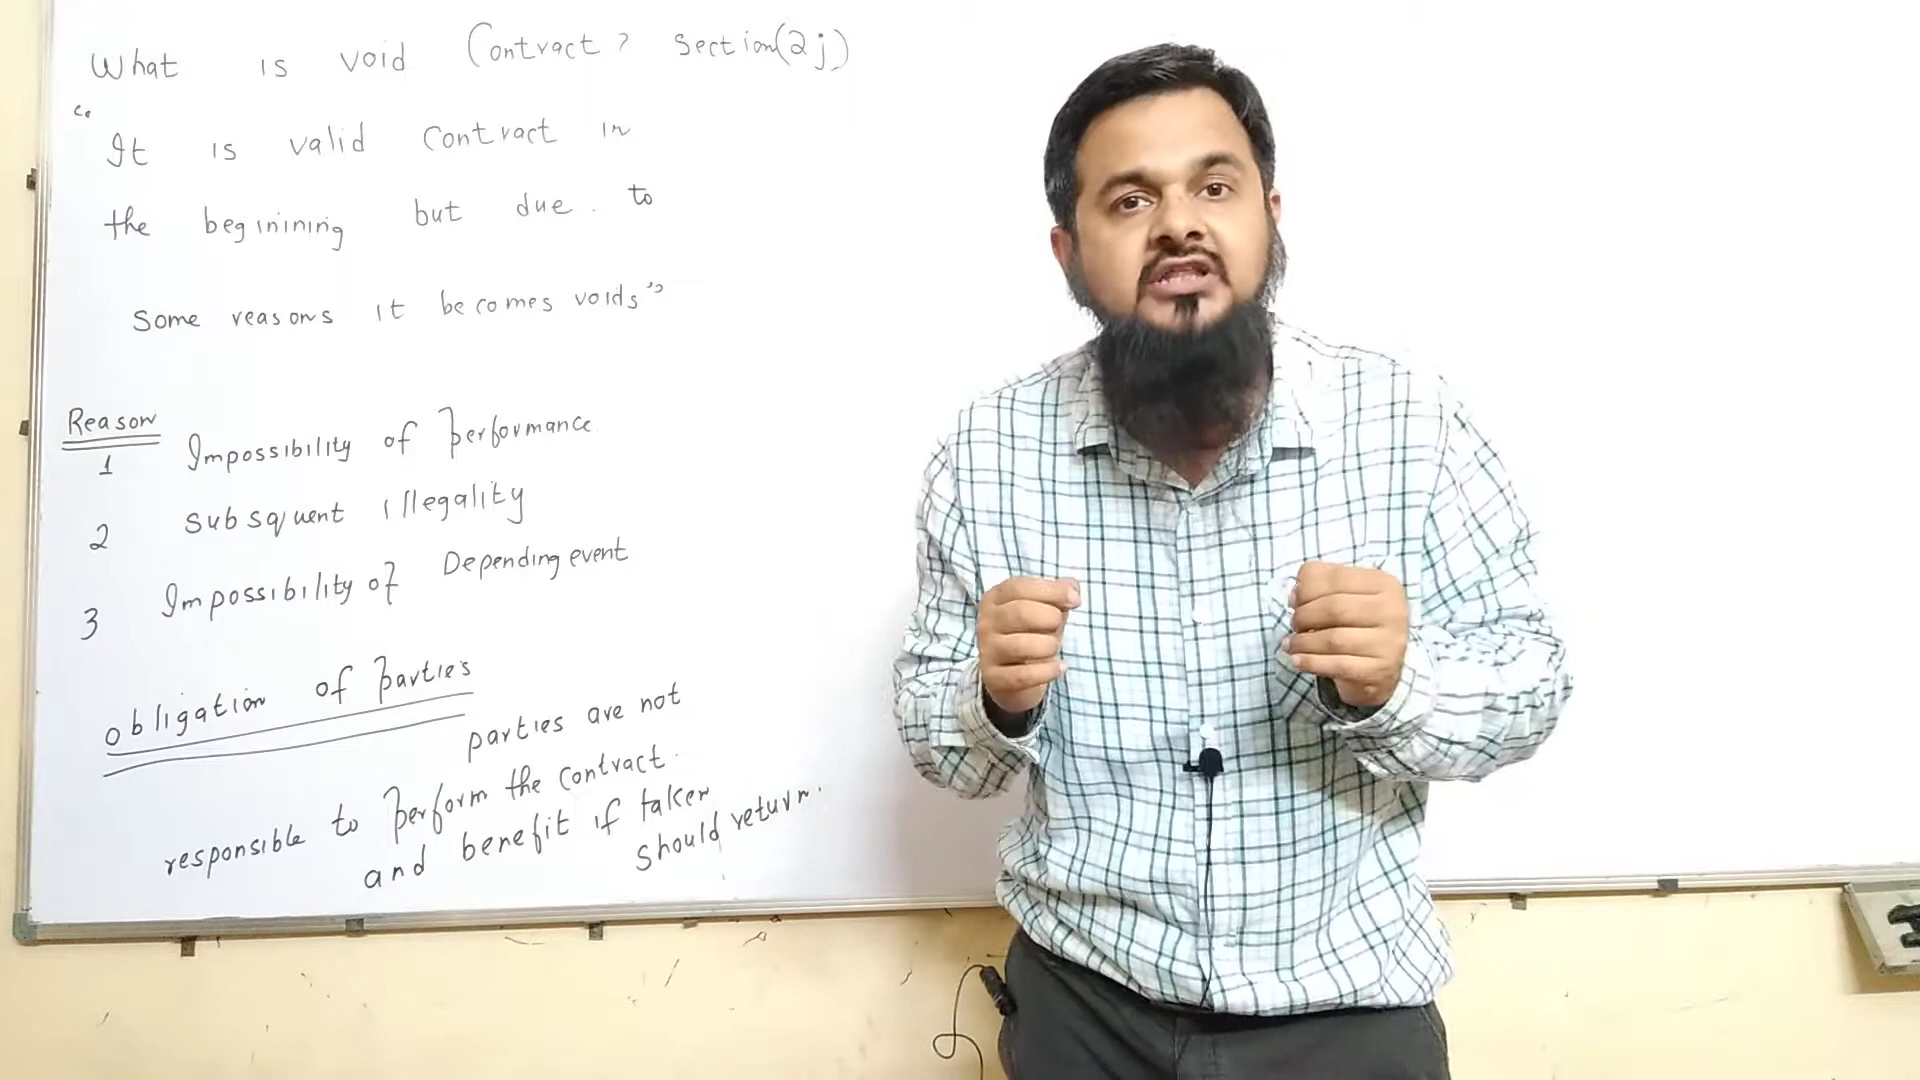 What is void Contract? Section(2j)
"It is valid Contract in
the beginining but due. to
Some reasons it becomes voids"
Reason
1 Impossibility of Performance
2 Subsquent illegality
3 Impossibility of Depending event
obligation of Parties
parties are not
responsible to Perform the contract.
and benefit if taken
should return.